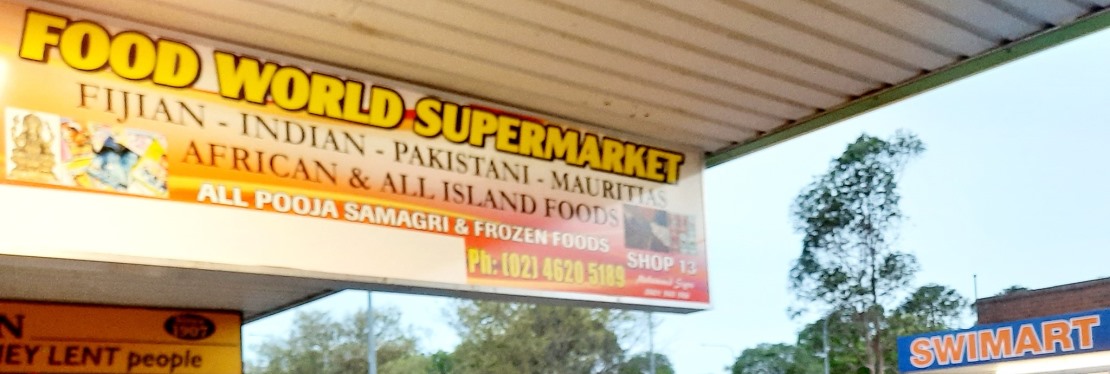 FOOD WORLD SUPERMARKET
FIJIAN - INDIAN - PAKISTANI - MAURITIAS
AFRICAN & ALL ISLAND FOODS
ALL POOJA SAMAGRI & FROZEN FOODS
Ph: (02) 4620 5189
SHOP 13
N
1907
EY LENT people
SWIMART